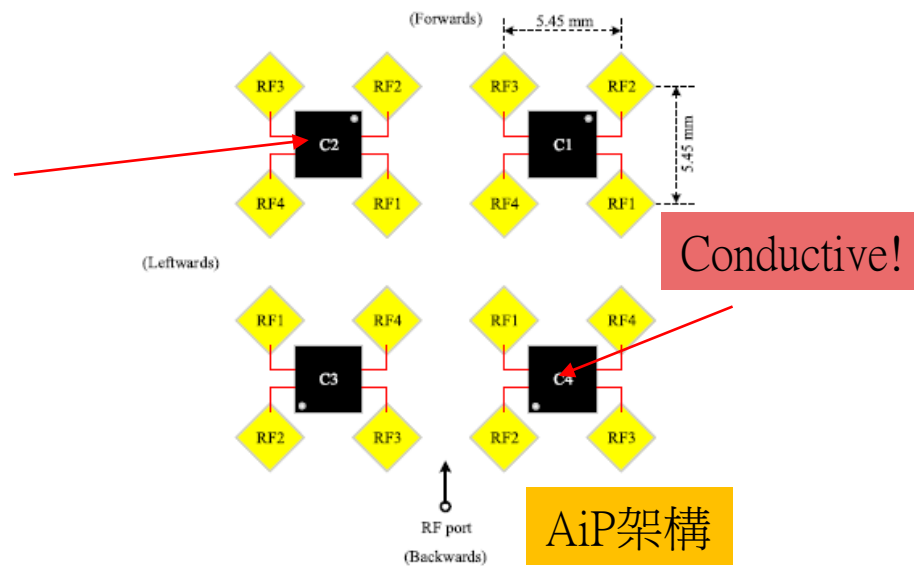 (Forwards)
5.45 mm
RF3
RF2
RF3
RF2
C2
C1
5.45 mm
RF4
RF1
RF4
RF1
Conductive!
(Leftwards)
RF1
RF4
RF1
RF4
C3
C4
RF2
RF3
RF2
RF3
RF port
(Backwards)
AiP架構